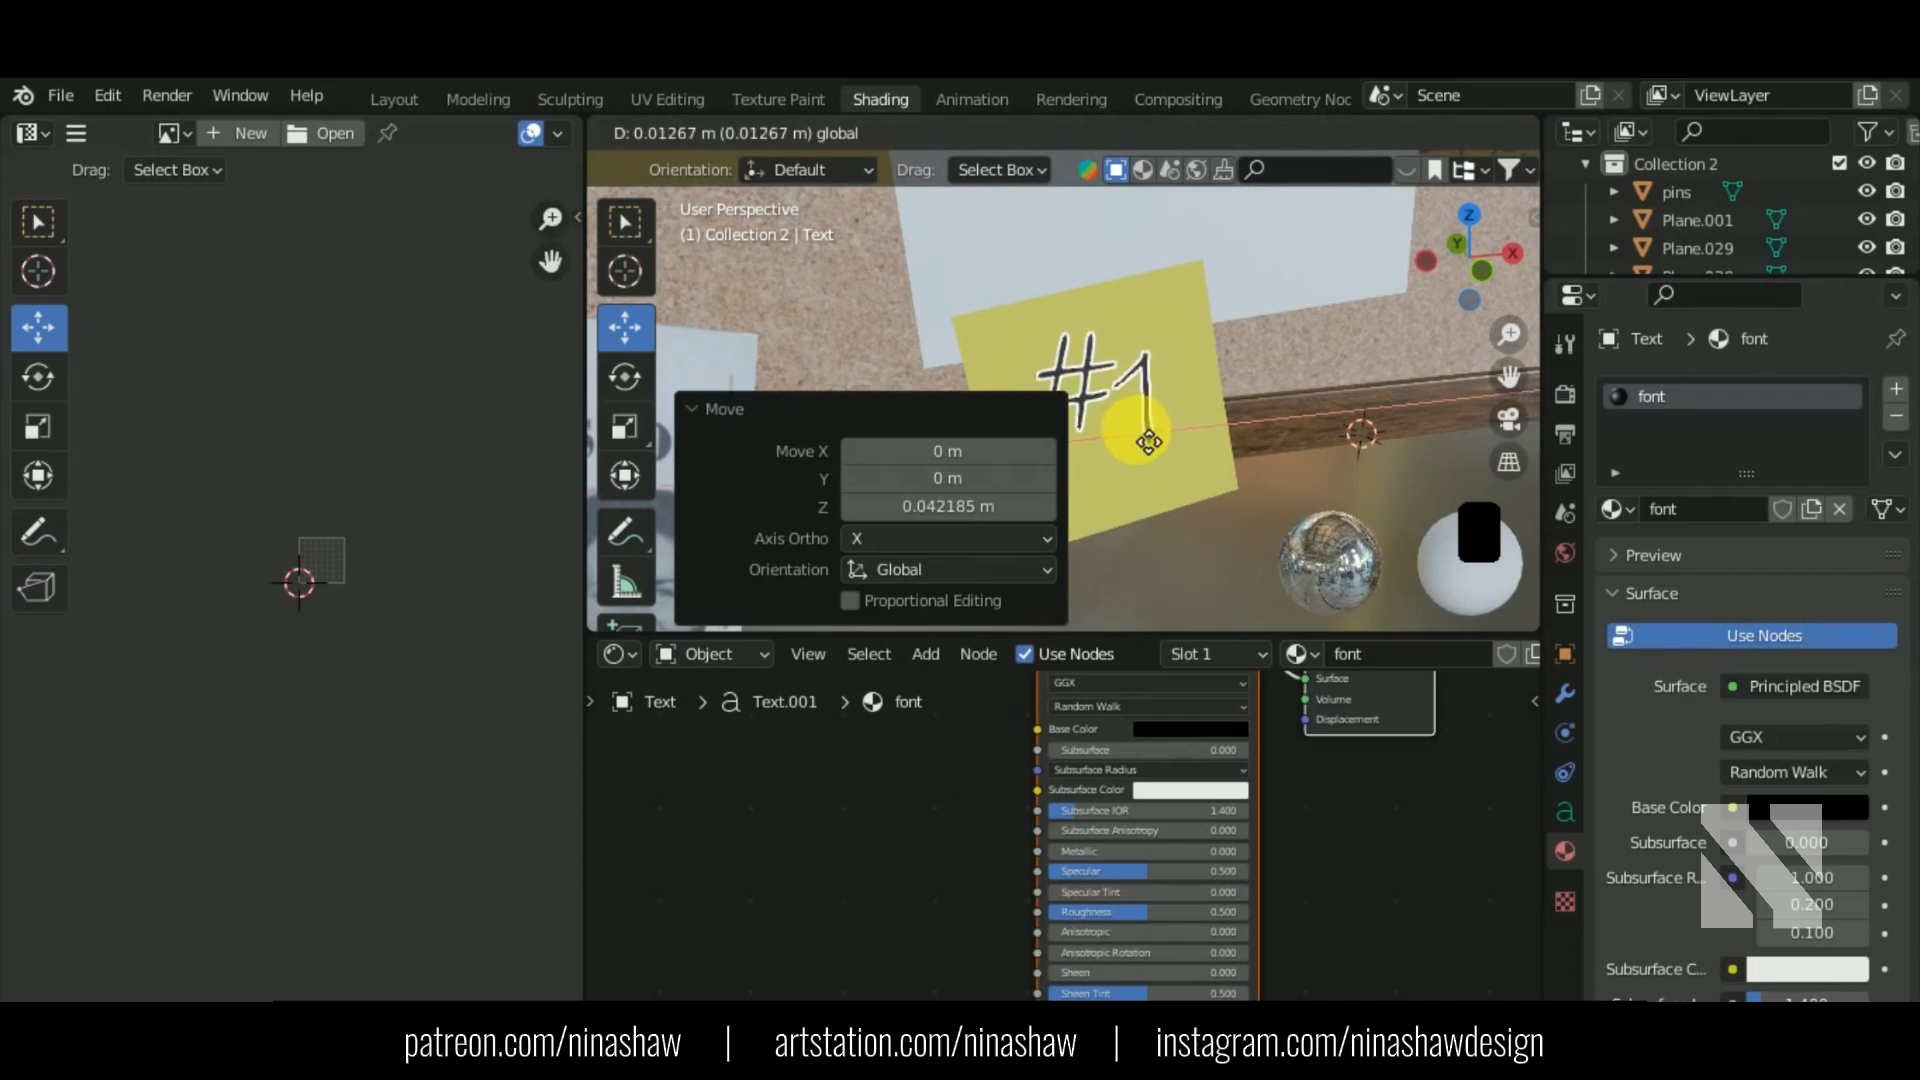 File Edit Render Window Help Layout Modeling Sculpting UV Editing Texture Paint Shading Animation Rendering Compositing Geometry Noc Scene ViewLayer
New Open
D: 0.01267 m (0.01267 m) global
Drag: Select Box
Orientation: Default Drag: Select Box
User Perspective
(1) Collection 2 | Text
Z
Y
X
#1
Move
Move X 0 m
Y 0 m
Z 0.042185 m
Axis Ortho X
Orientation Global
Proportional Editing
Object View Select Add Node Use Nodes Slot 1 font
Text > Text.001 > font
GGX
Random Walk
Base Color
Subsurface 0.000
Subsurface Radius
Subsurface Color
Subsurface IOR 1.400
Subsurface Anisotropy 0.000
Metallic 0.000
Specular 0.500
Specular Tint 0.000
Roughness 0.500
Anisotropic 0.000
Anisotropic Rotation 0.000
Sheen 0.000
Sheen Tint 0.500
Surface
Volume
Displacement
Collection 2
pins
Plane.001
Plane.029
Text > font
font
font
Preview
Surface
Use Nodes
Surface Principled BSDF
GGX
Random Walk
Base Color
Subsurface 0.000
Subsurface R... 1.000
0.200
0.100
Subsurface C...
patreon.com/ninashaw | artstation.com/ninashaw | instagram.com/ninashawdesign